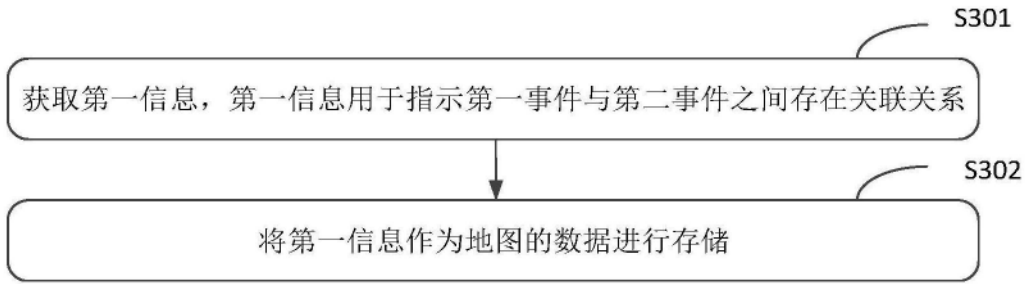 S301
获取第一信息，第一信息用于指示第一事件与第二事件之间存在关联关系
S302
将第一信息作为地图的数据进行存储